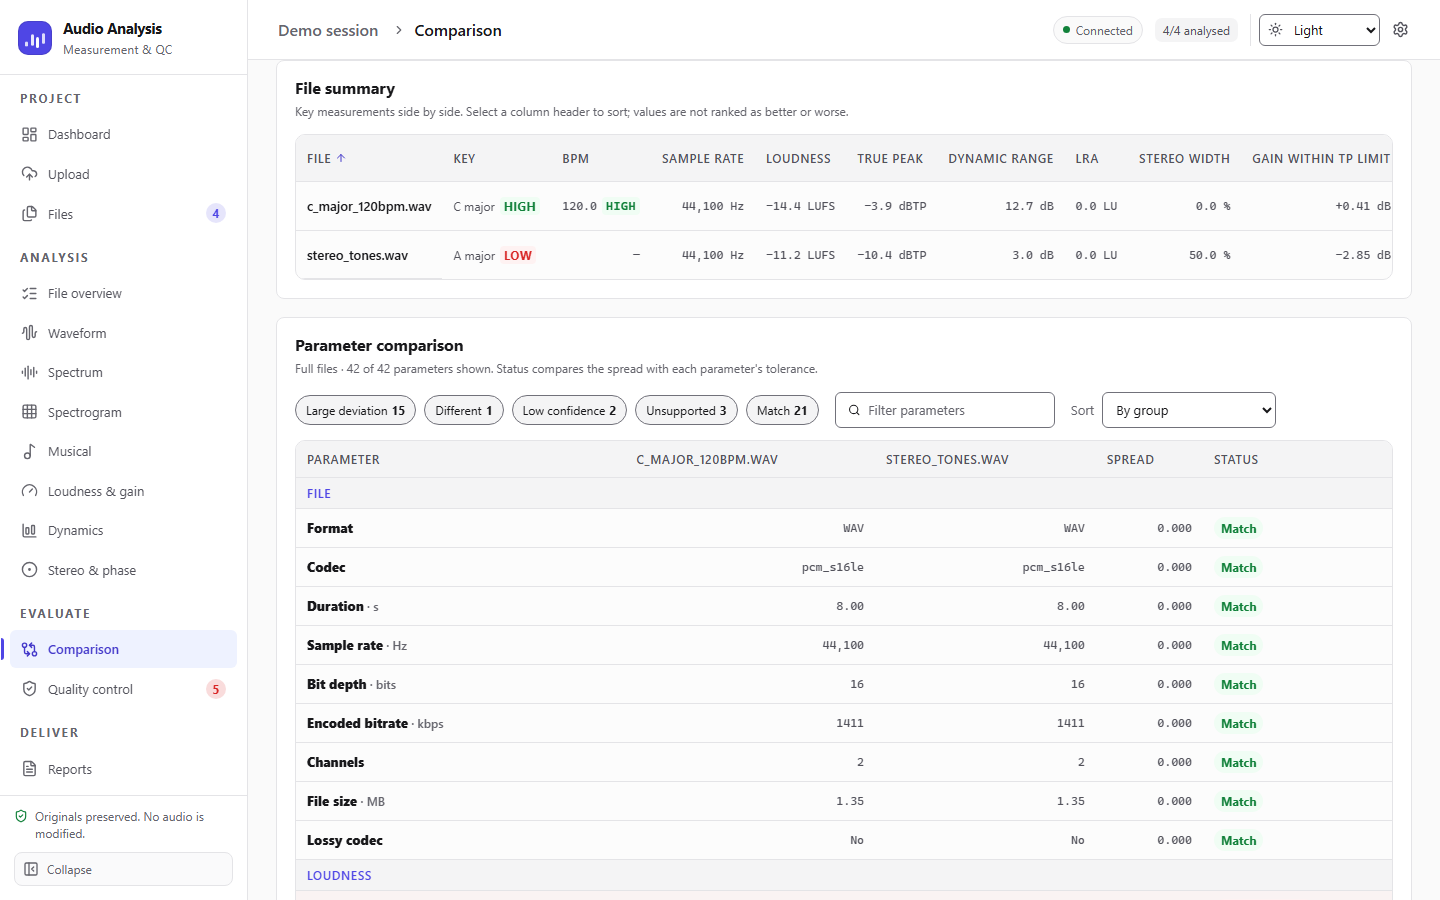 Audio Analysis
Measurement & QC
PROJECT
Dashboard
Upload
Files 4
ANALYSIS
File overview
Waveform
Spectrum
Spectrogram
Musical
Loudness & gain
Dynamics
Stereo & phase
EVALUATE
Comparison
Quality control 5
DELIVER
Reports
Originals preserved. No audio is
modified.
Collapse
Demo session > Comparison
Connected
4/4 analysed
Light
File summary
Key measurements side by side. Select a column header to sort; values are not ranked as better or worse.
FILE ↑ KEY BPM SAMPLE RATE LOUDNESS TRUE PEAK DYNAMIC RANGE LRA STEREO WIDTH GAIN WITHIN TP LIMIT
c_major_120bpm.wav C major HIGH 120.0 HIGH 44,100 Hz −14.4 LUFS −3.9 dBTP 12.7 dB 0.0 LU 0.0 % +0.41 dB
stereo_tones.wav A major LOW – 44,100 Hz −11.2 LUFS −10.4 dBTP 3.0 dB 0.0 LU 50.0 % −2.85 dB
Parameter comparison
Full files · 42 of 42 parameters shown. Status compares the spread with each parameter's tolerance.
Large deviation 15
Different 1
Low confidence 2
Unsupported 3
Match 21
Filter parameters
Sort
By group
PARAMETER C_MAJOR_120BPM.WAV STEREO_TONES.WAV SPREAD STATUS
FILE
Format WAV WAV 0.000 Match
Codec pcm_s16le pcm_s16le 0.000 Match
Duration · s 8.00 8.00 0.000 Match
Sample rate · Hz 44,100 44,100 0.000 Match
Bit depth · bits 16 16 0.000 Match
Encoded bitrate · kbps 1411 1411 0.000 Match
Channels 2 2 0.000 Match
File size · MB 1.35 1.35 0.000 Match
Lossy codec No No 0.000 Match
LOUDNESS